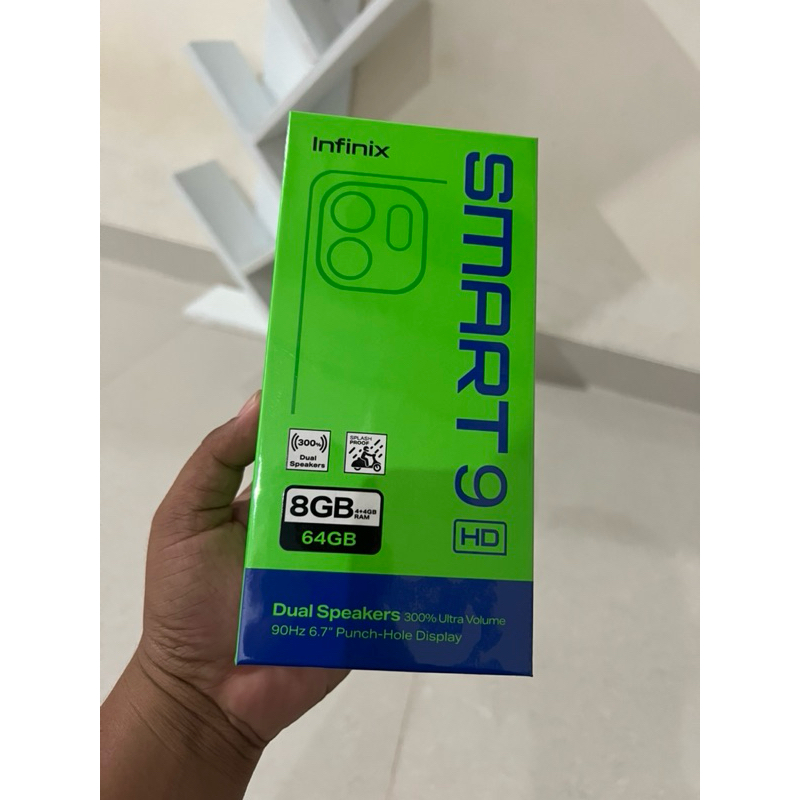 Infinix
SMART 9 HD
300%
Dual
Speakers
SPLASH
PROOF
8GB 4+4GB
RAM
64GB
Dual Speakers 300% Ultra Volume
90Hz 6.7" Punch-Hole Display